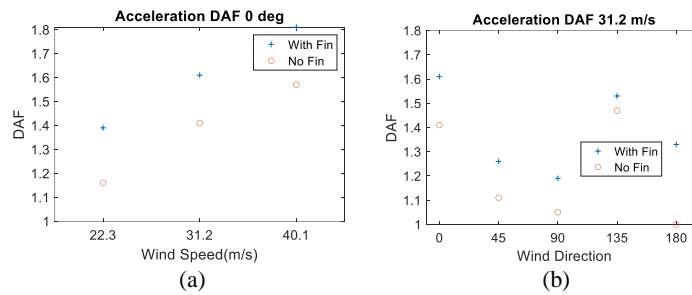 Acceleration DAF 0 deg
1.8
1.7
1.6
1.5
1.4
1.3
1.2
1.1
1
DAF
With Fin
No Fin
22.3 31.2 40.1
Wind Speed(m/s)
(a)
Acceleration DAF 31.2 m/s
1.8
1.7
1.6
1.5
1.4
1.3
1.2
1.1
1
DAF
With Fin
No Fin
0 45 90 135 180
Wind Direction
(b)